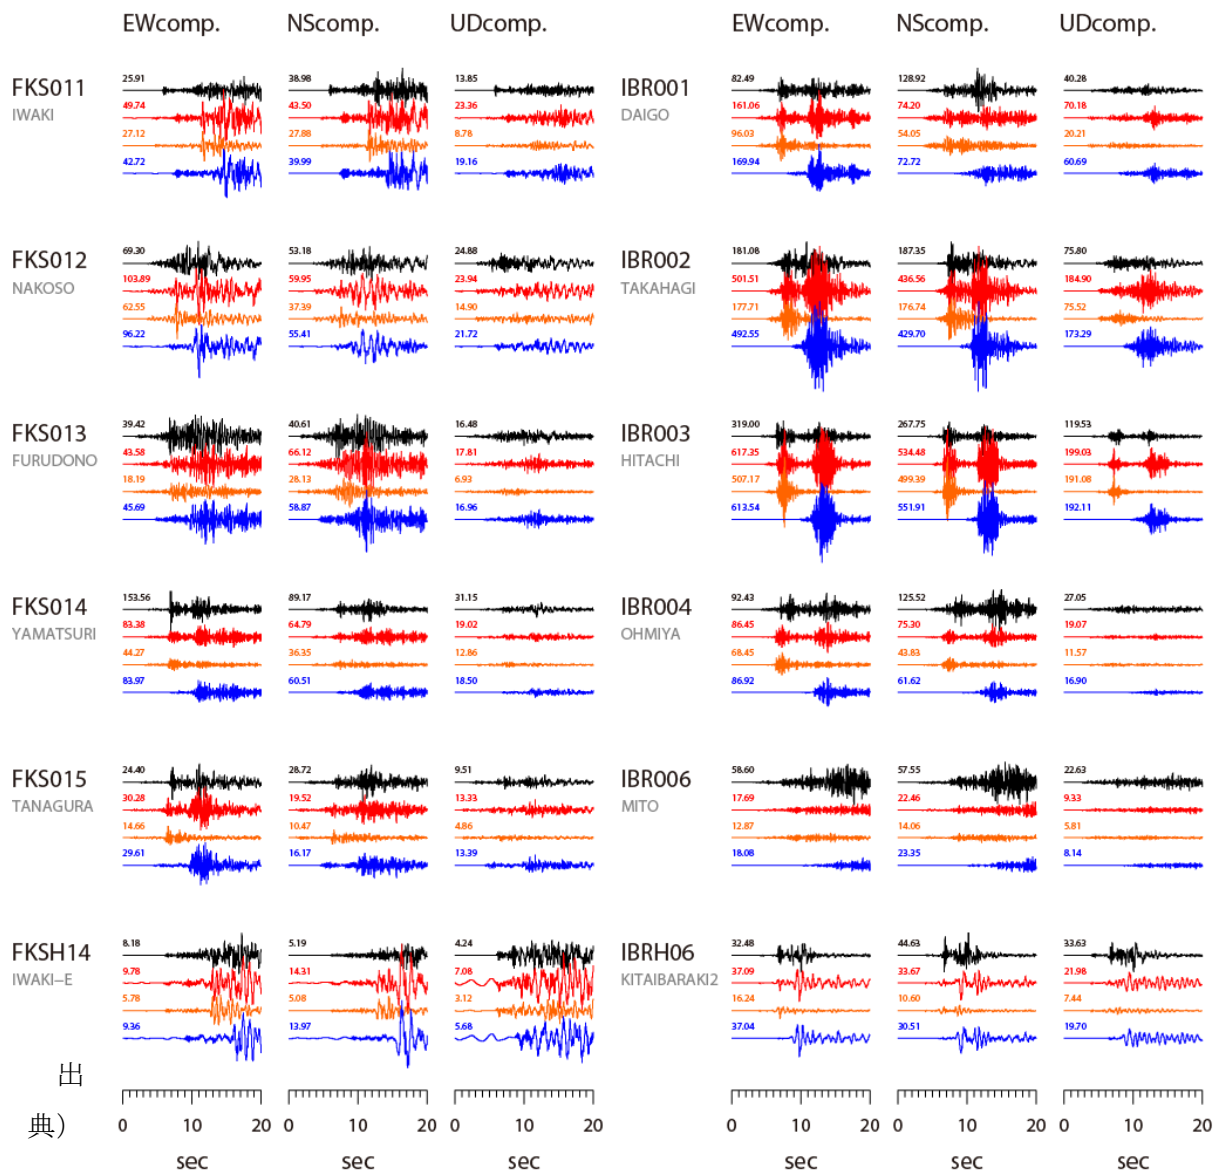 EWcomp. NScomp. UDcomp. EWcomp. NScomp. UDcomp.
FKS011
IWAKI
25.91 38.98 13.85
49.74 43.50 23.36
27.12 27.88 8.78
42.72 39.99 19.16
IBR001
DAIGO
82.49 128.92 40.28
161.06 74.20 70.18
96.03 54.05 20.21
169.94 72.72 60.69
FKS012
NAKOSO
69.30 53.18 24.88
103.89 59.95 23.94
62.55 37.39 14.90
96.22 55.41 21.72
IBR002
TAKAHAGI
181.08 187.35 75.80
501.51 436.56 184.90
177.71 176.74 75.52
492.55 429.70 173.29
FKS013
FURUDONO
39.42 40.61 16.48
43.58 66.12 17.81
18.19 28.13 6.93
45.69 58.87 16.96
IBR003
HITACHI
319.00 267.75 119.53
617.35 534.48 199.03
507.17 499.39 191.08
613.54 551.91 192.11
FKS014
YAMATSURI
153.56 89.17 31.15
83.38 64.79 19.02
44.27 36.35 12.86
83.97 60.51 18.50
IBR004
OHMIYA
92.43 125.52 27.05
86.45 75.30 19.07
68.45 43.83 11.57
86.92 61.62 16.90
FKS015
TANAGURA
24.40 28.72 9.51
30.28 19.52 13.33
14.66 10.47 4.86
29.61 16.17 13.39
IBR006
MITO
58.60 57.55 22.63
17.69 22.46 9.33
12.87 14.06 5.81
18.08 23.35 8.14
FKSH14
IWAKI–E
8.18 5.19 4.24
9.78 14.31 7.08
5.78 5.08 3.12
9.36 13.97 5.68
IBRH06
KITAIBARAKI2
32.48 44.63 33.63
37.09 33.67 21.98
16.24 10.60 7.44
37.04 30.51 19.70
出
典）
0 10 20 0 10 20 0 10 20 0 10 20 0 10 20 0 10 20
sec sec sec sec sec sec